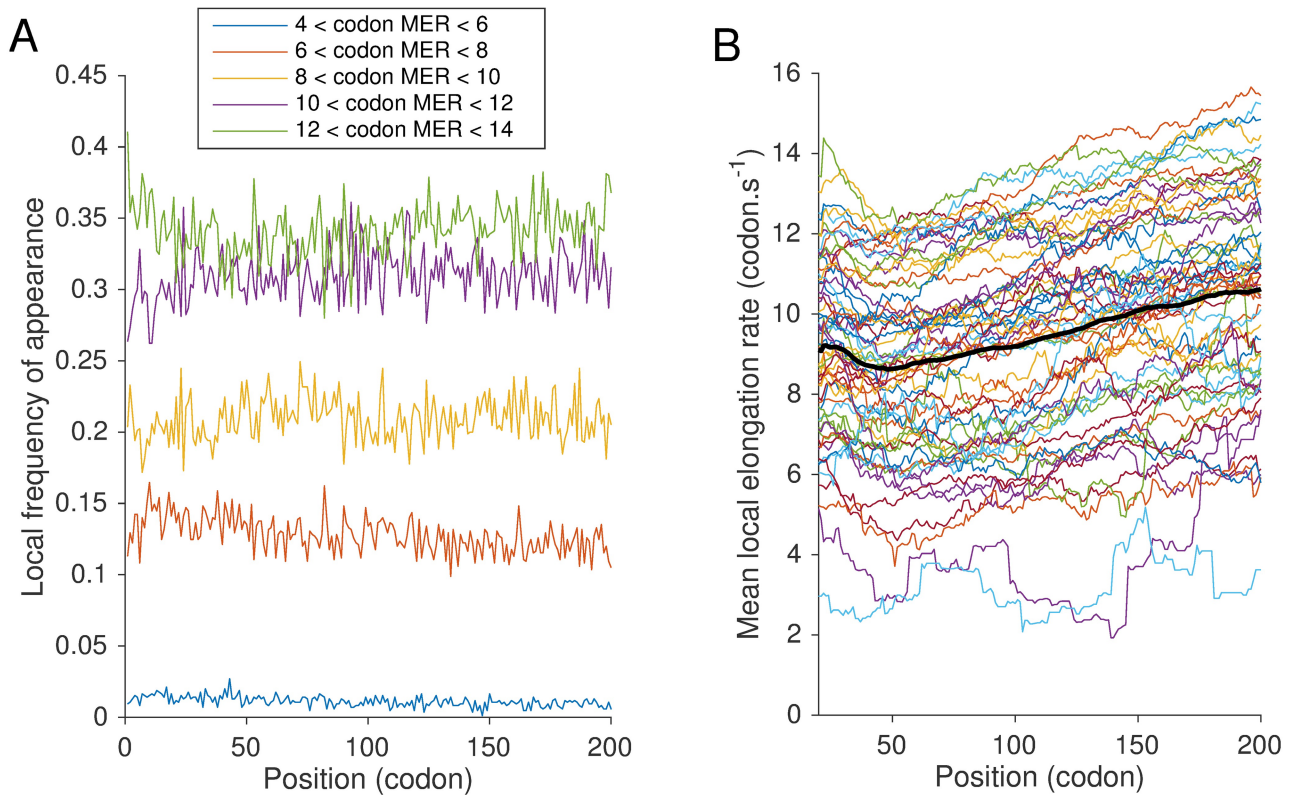 A
4 < codon MER < 6
6 < codon MER < 8
8 < codon MER < 10
10 < codon MER < 12
12 < codon MER < 14
Local frequency of appearance
0.45
0.4
0.35
0.3
0.25
0.2
0.15
0.1
0.05
0
0 50 100 150 200
Position (codon)
B
Mean local elongation rate (codon.s⁻¹)
16
14
12
10
8
6
4
2
0
50 100 150 200
Position (codon)